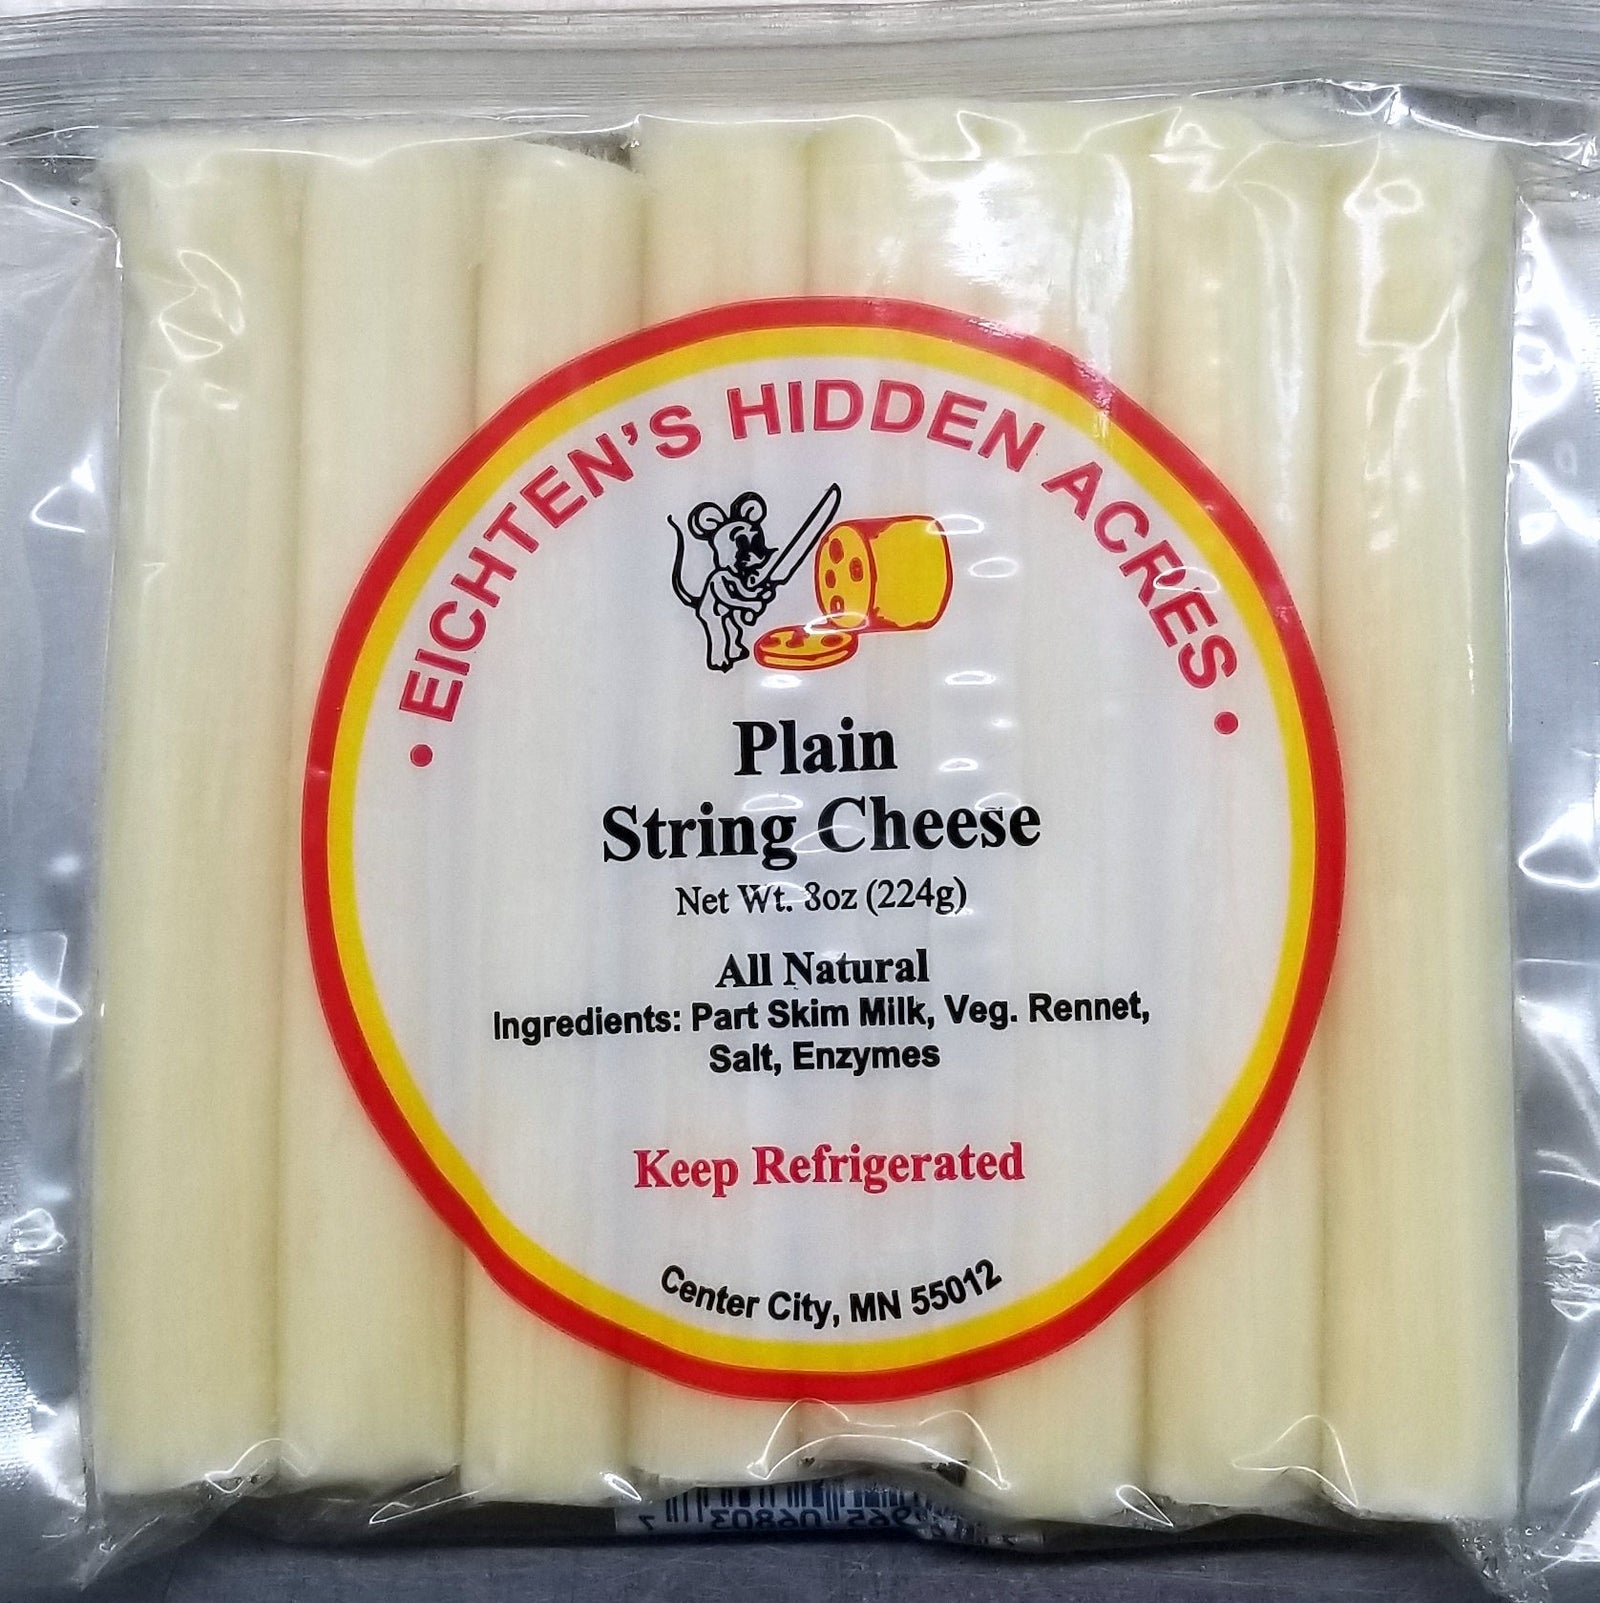 • EICHTEN'S HIDDEN ACRES •
Plain
String Cheese
Net Wt. 8oz (224g)
All Natural
Ingredients: Part Skim Milk, Veg. Rennet,
Salt, Enzymes
Keep Refrigerated
Center City, MN 55012